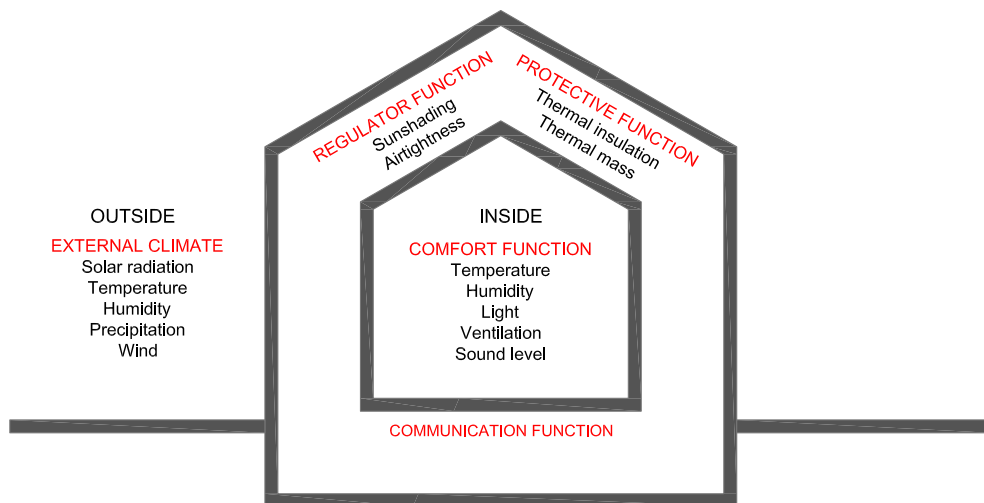 REGULATOR FUNCTION
Sunshading
Airtightness
PROTECTIVE FUNCTION
Thermal insulation
Thermal mass
OUTSIDE
EXTERNAL CLIMATE
Solar radiation
Temperature
Humidity
Precipitation
Wind
INSIDE
COMFORT FUNCTION
Temperature
Humidity
Light
Ventilation
Sound level
COMMUNICATION FUNCTION